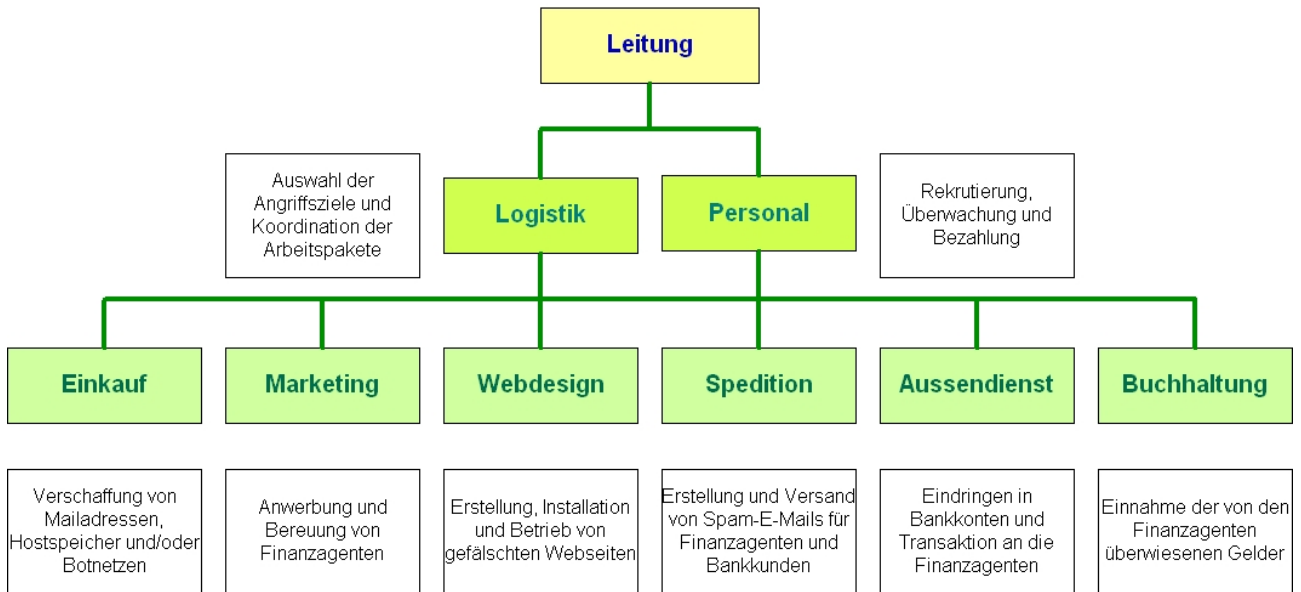 Leitung
Auswahl der
Angriffsziele und
Koordination der
Arbeitspakete
Logistik
Personal
Rekrutierung,
Überwachung und
Bezahlung
Einkauf
Marketing
Webdesign
Spedition
Aussendienst
Buchhaltung
Verschaffung von
Mailadressen,
Hostspeicher und/oder
Botnetzen
Anwerbung und
Bereuung von
Finanzagenten
Erstellung, Installation
und Betrieb von
gefälschten Webseiten
Erstellung und Versand
von Spam-E-Mails für
Finanzagenten und
Bankkunden
Eindringen in
Bankkonten und
Transaktion an die
Finanzagenten
Einnahme der von den
Finanzagenten
überwiesenen Gelder